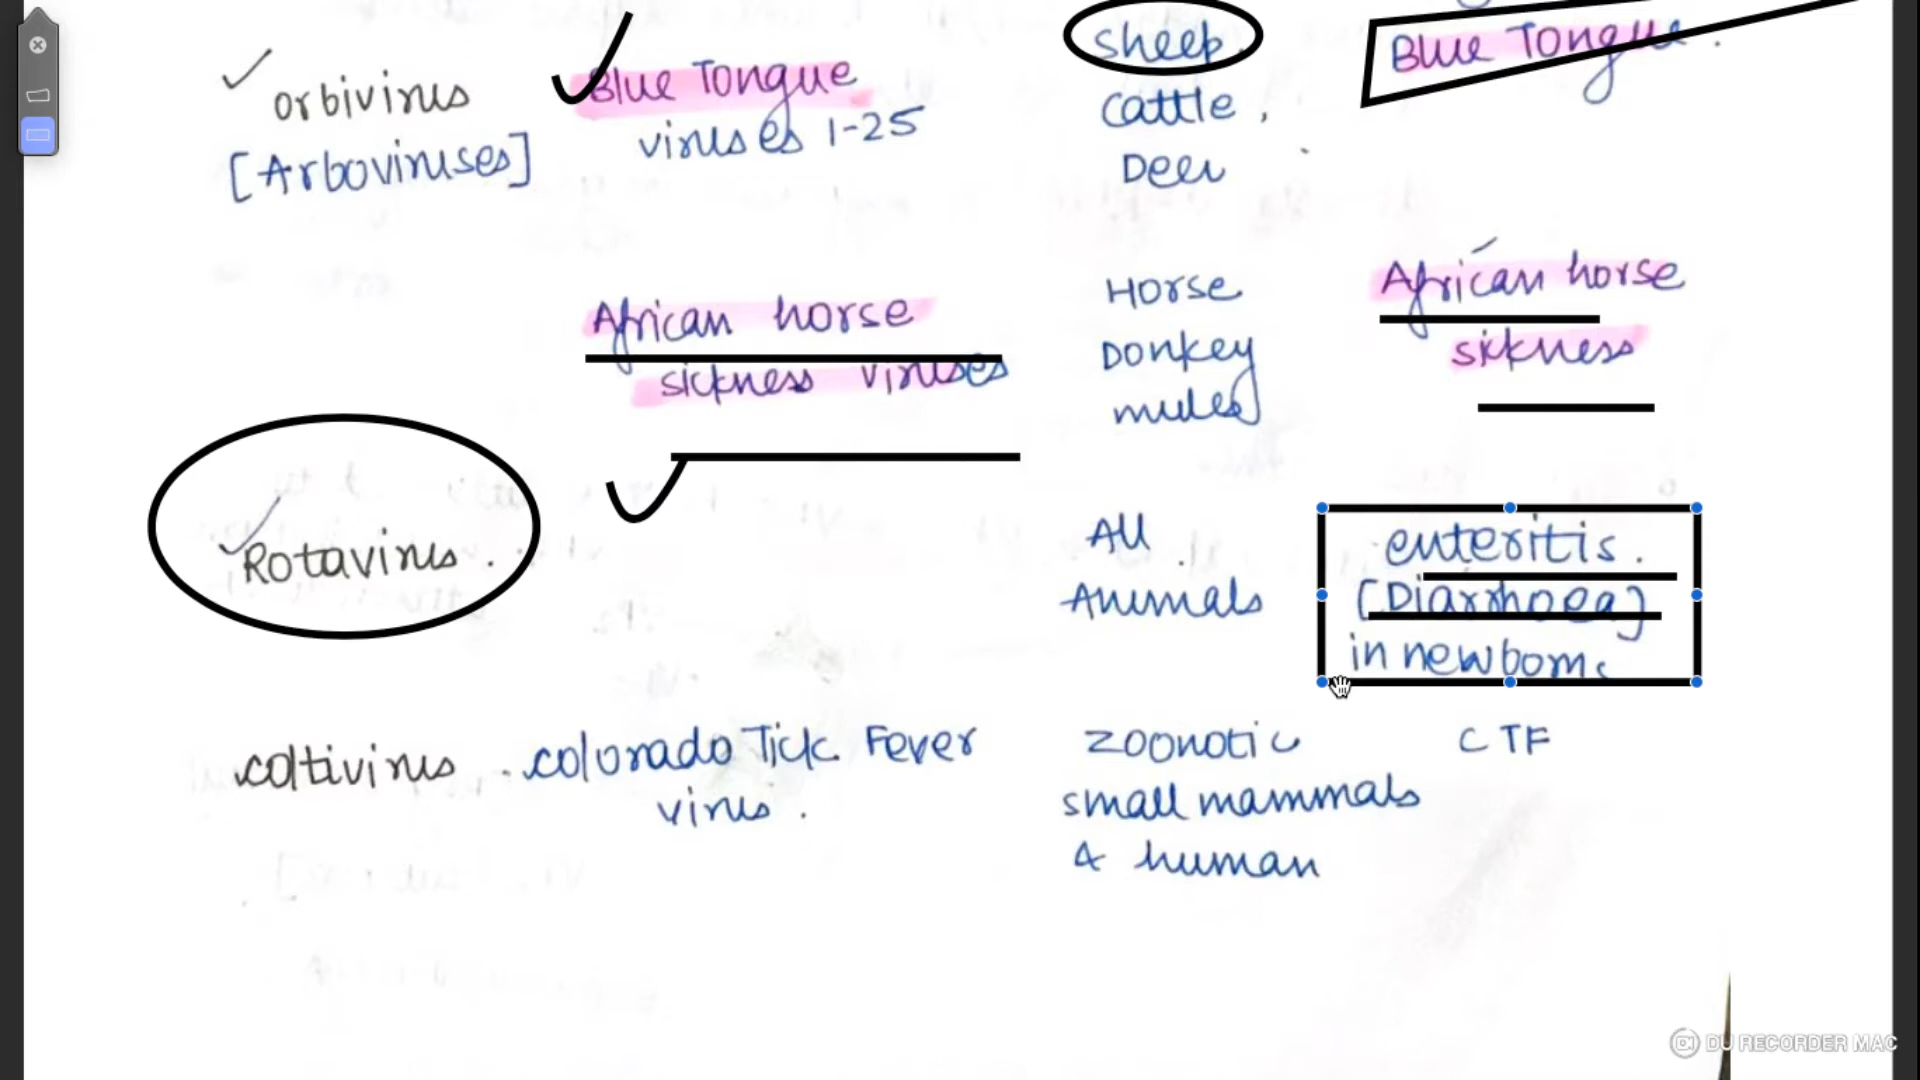 sheep.
Blue Tongue.
orbivirus
Blue Tongue
cattle,
[Arboviruses]
viruses 1-25
Deer
African horse
Horse
African horse
sickness viruses
Donkey
sickness
mules
Rotavirus.
All
enteritis.
Animals
[Diarrhoea]
in newborns
coltivirus
colorado Tick Fever
zoonotic
CTF
virus.
small mammals
& human
DU RECORDER MAC